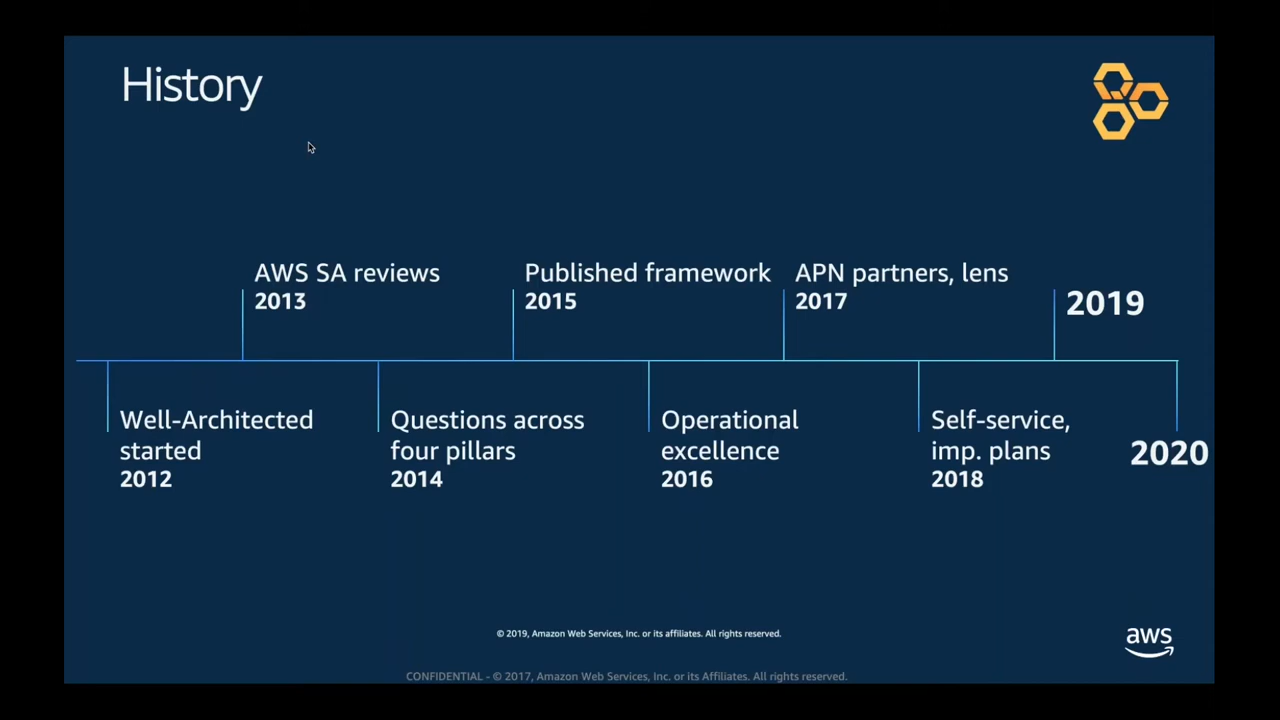 History
AWS SA reviews
2013
Published framework
2015
APN partners, lens
2017
2019
Well-Architected
started
2012
Questions across
four pillars
2014
Operational
excellence
2016
Self-service,
imp. plans
2018
2020
© 2019, Amazon Web Services, Inc. or its affiliates. All rights reserved.
aws
CONFIDENTIAL - © 2017, Amazon Web Services, Inc. or its Affiliates. All rights reserved.